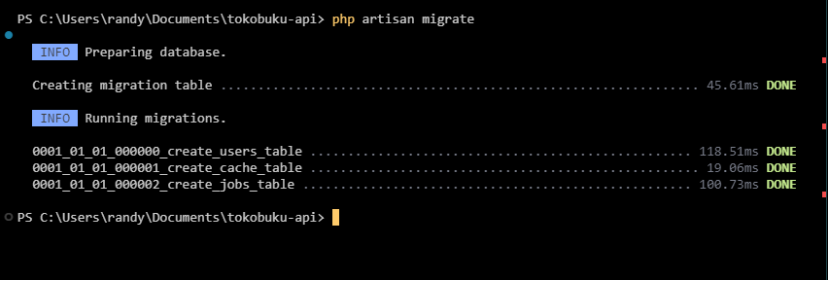 PS C:\Users\randy\Documents\tokobuku-api> php artisan migrate
INFO Preparing database.
Creating migration table ................................................................ 45.61ms DONE
INFO Running migrations.
0001_01_01_000000_create_users_table ................................................... 118.51ms DONE
0001_01_01_000001_create_cache_table .................................................... 19.06ms DONE
0001_01_01_000002_create_jobs_table .................................................... 100.73ms DONE
PS C:\Users\randy\Documents\tokobuku-api>